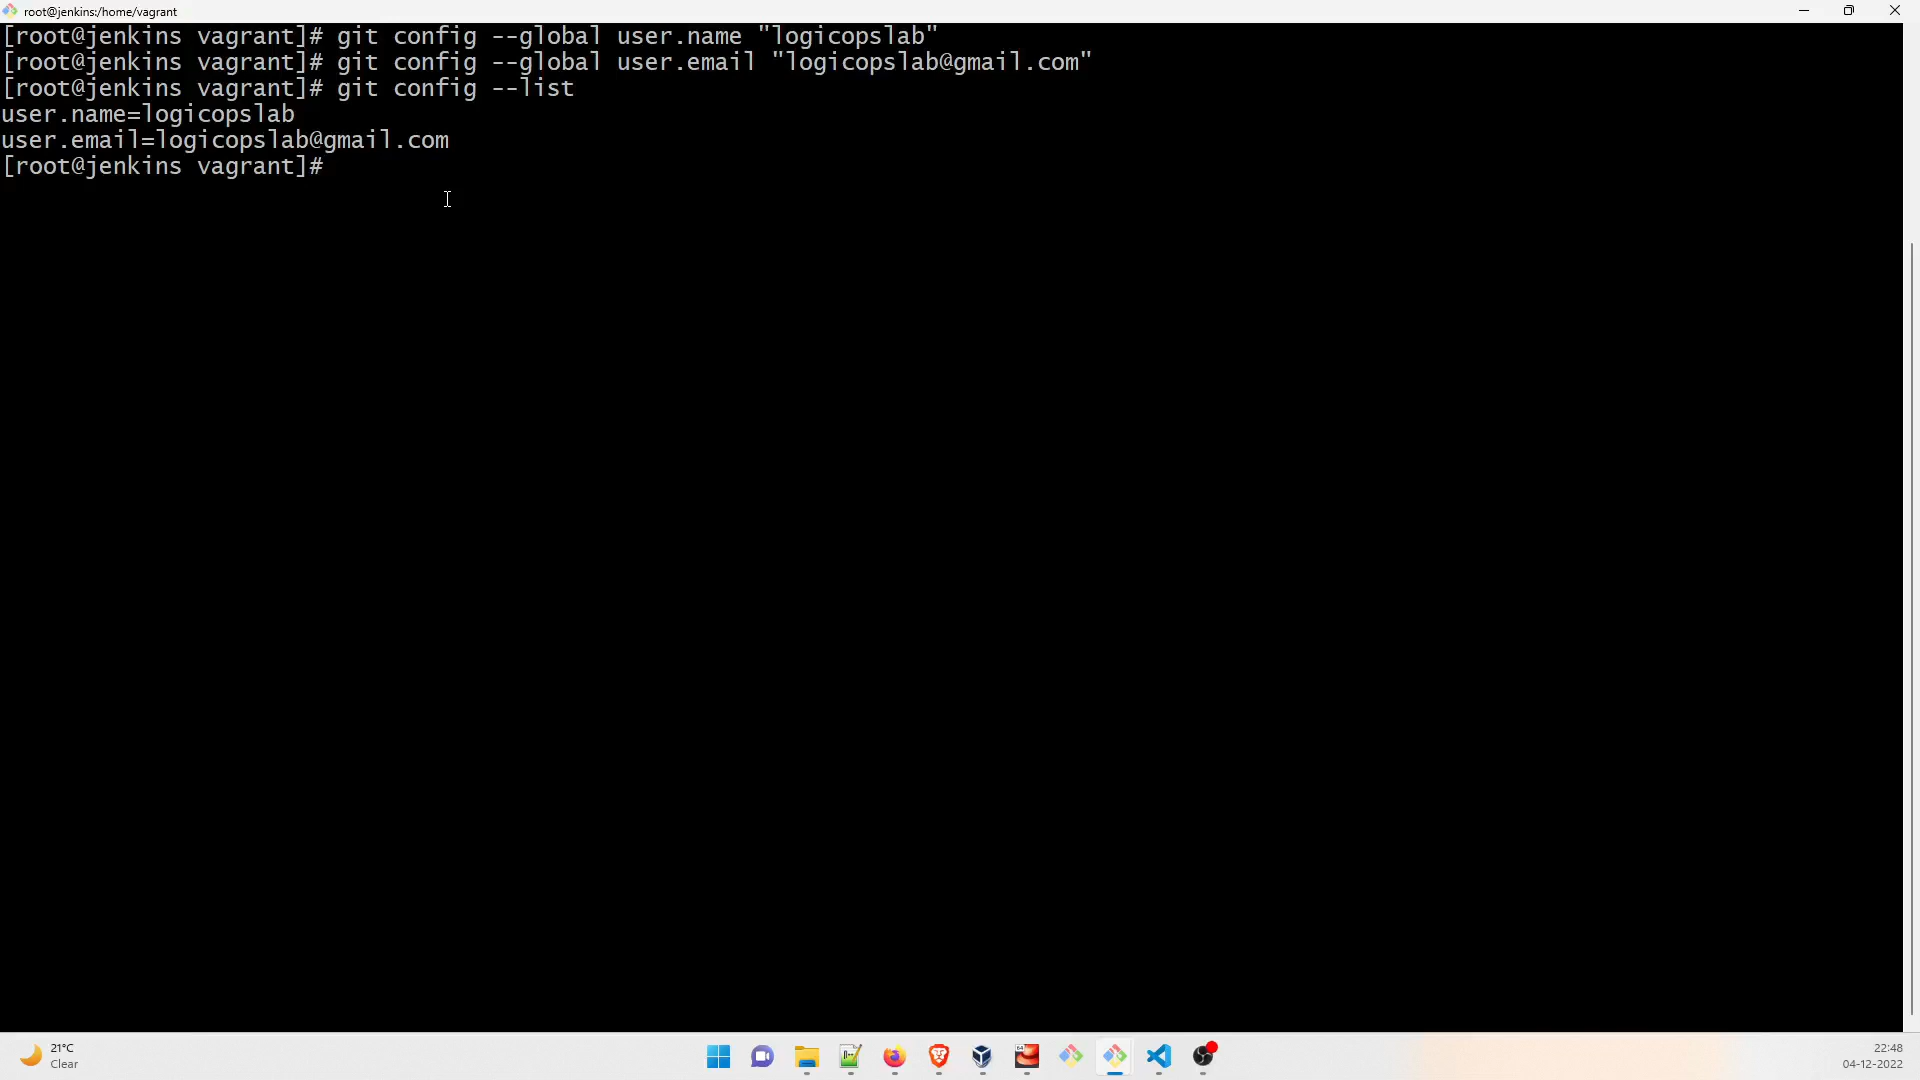 root@jenkins:/home/vagrant
[root@jenkins vagrant]# git config --global user.name "logicopslab"
[root@jenkins vagrant]# git config --global user.email "logicopslab@gmail.com"
[root@jenkins vagrant]# git config --list
user.name=logicopslab
user.email=logicopslab@gmail.com
[root@jenkins vagrant]#
21°C
Clear
22:48
04-12-2022